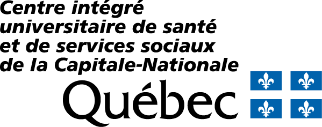 Centre intégré
universitaire de santé
et de services sociaux
de la Capitale-Nationale
Québec